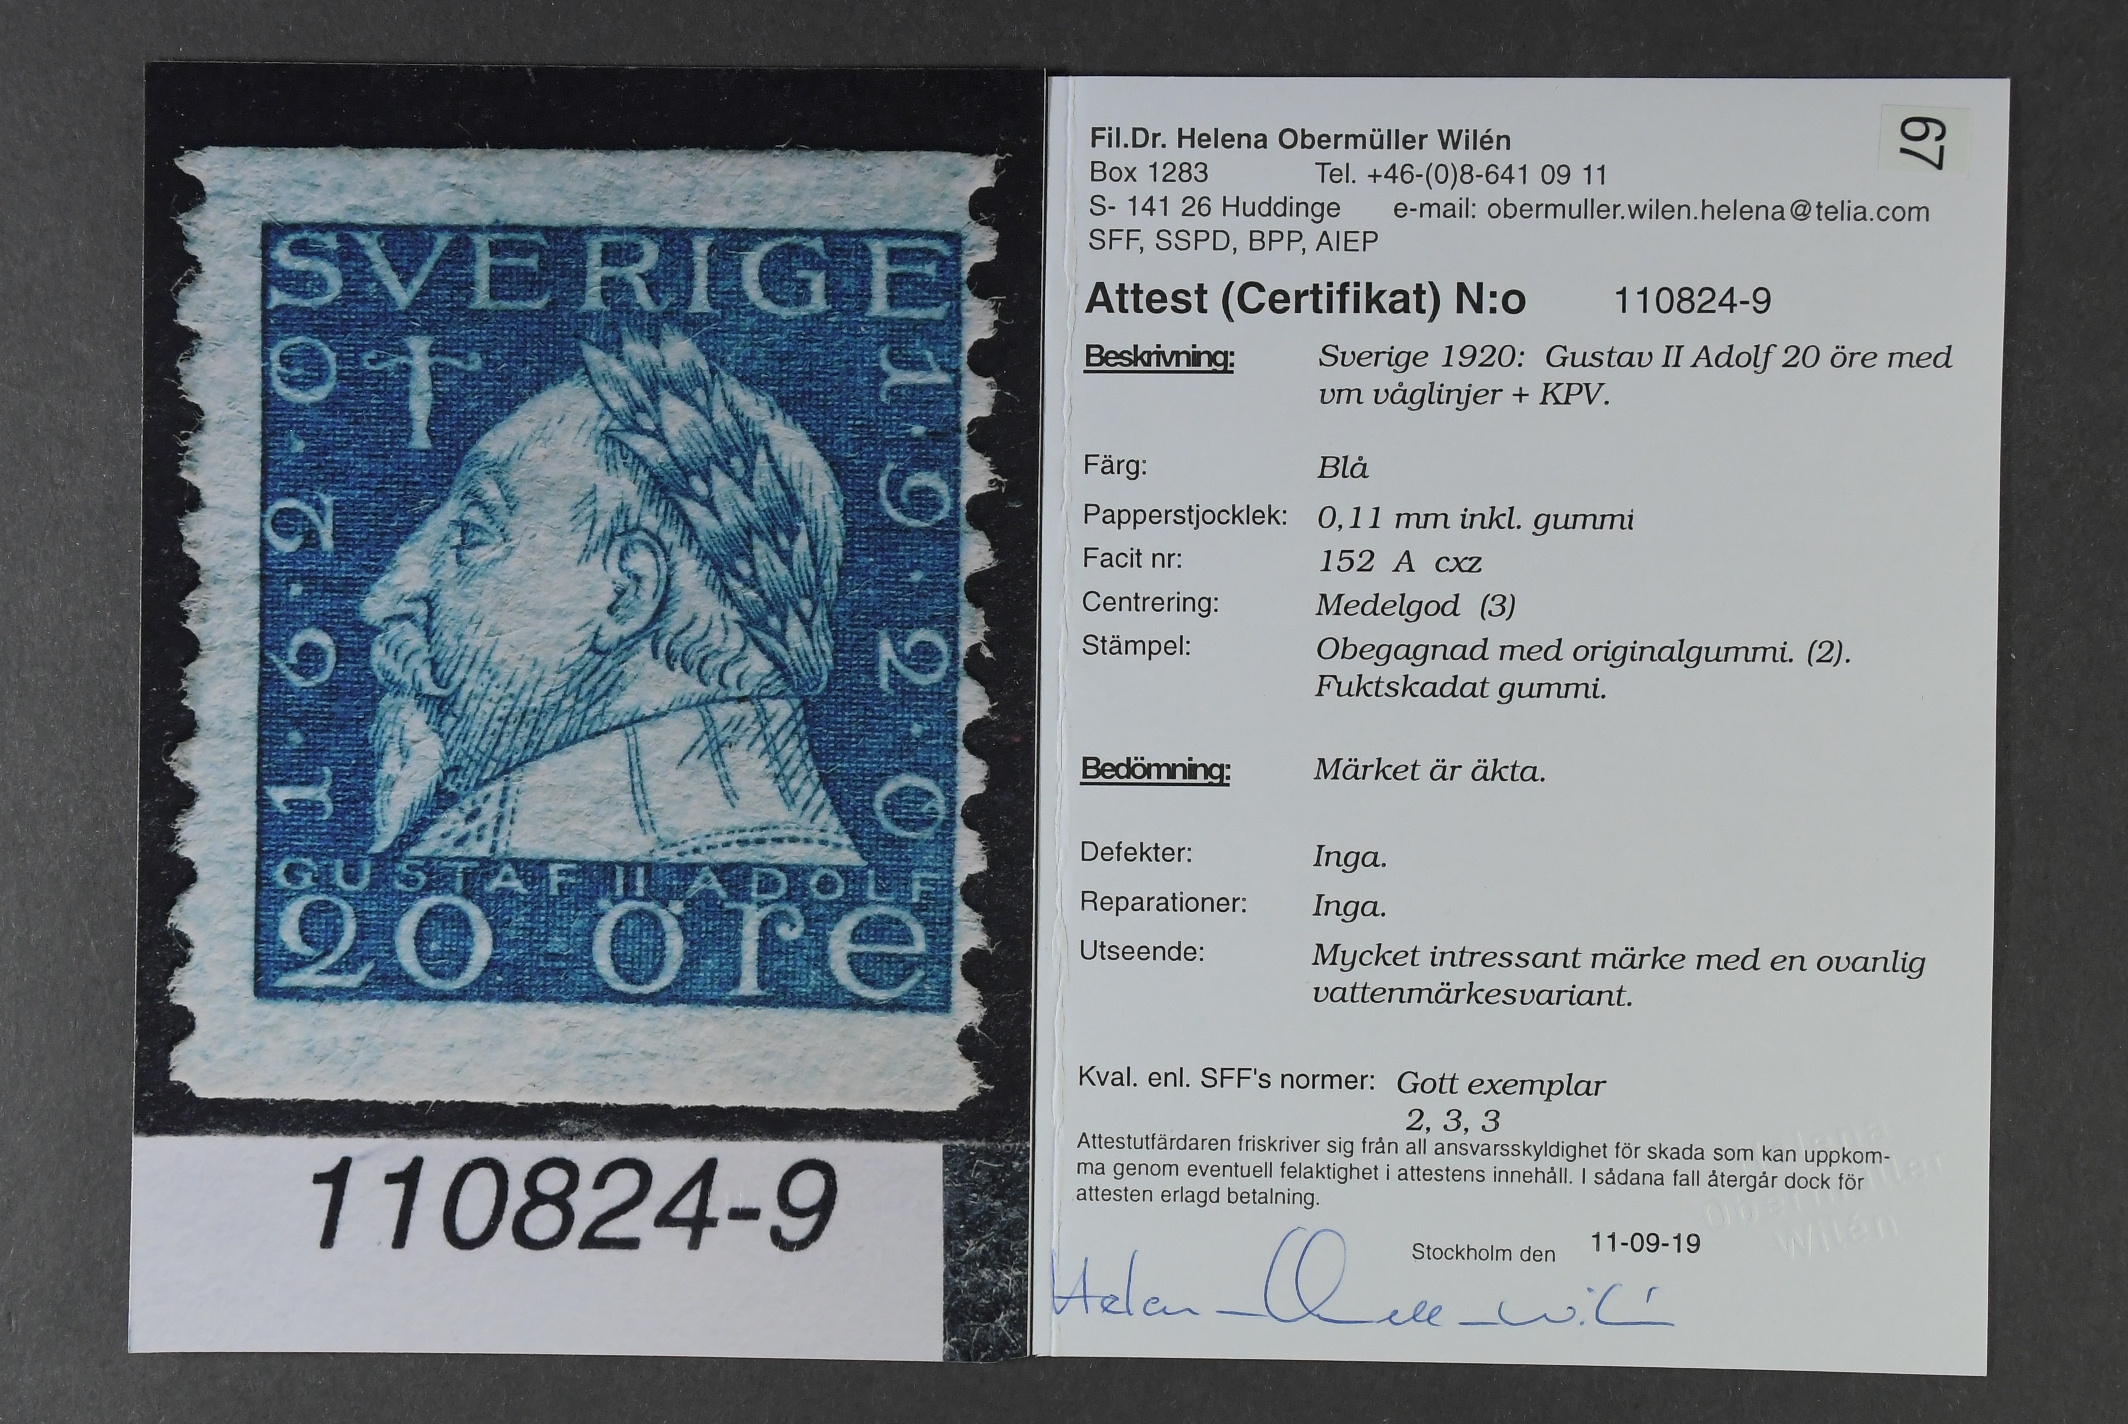 SVERIGE
1·6·2·0
1·9·2·0
GUSTAF II ADOLF
20 öre
110824-9
67
Fil.Dr. Helena Obermüller Wilén
Box 1283 Tel. +46-(0)8-641 09 11
S- 141 26 Huddinge e-mail: obermuller.wilen.helena@telia.com
SFF, SSPD, BPP, AIEP
Attest (Certifikat) N:o 110824-9
Beskrivning: Sverige 1920: Gustav II Adolf 20 öre med
vm våglinjer + KPV.
Färg: Blå
Papperstjocklek: 0,11 mm inkl. gummi
Facit nr: 152 A cxz
Centrering: Medelgod (3)
Stämpel: Obegagnad med originalgummi. (2).
Fuktskadat gummi.
Bedömning: Märket är äkta.
Defekter: Inga.
Reparationer: Inga.
Utseende: Mycket intressant märke med en ovanlig
vattenmärkesvariant.
Kval. enl. SFF's normer: Gott exemplar
2, 3, 3
Attestutfärdaren friskriver sig från all ansvarsskyldighet för skada som kan uppkom-
ma genom eventuell felaktighet i attestens innehåll. I sådana fall återgår dock för
attesten erlagd betalning.
Helena
Obermüller
Wilén
Stockholm den 11-09-19